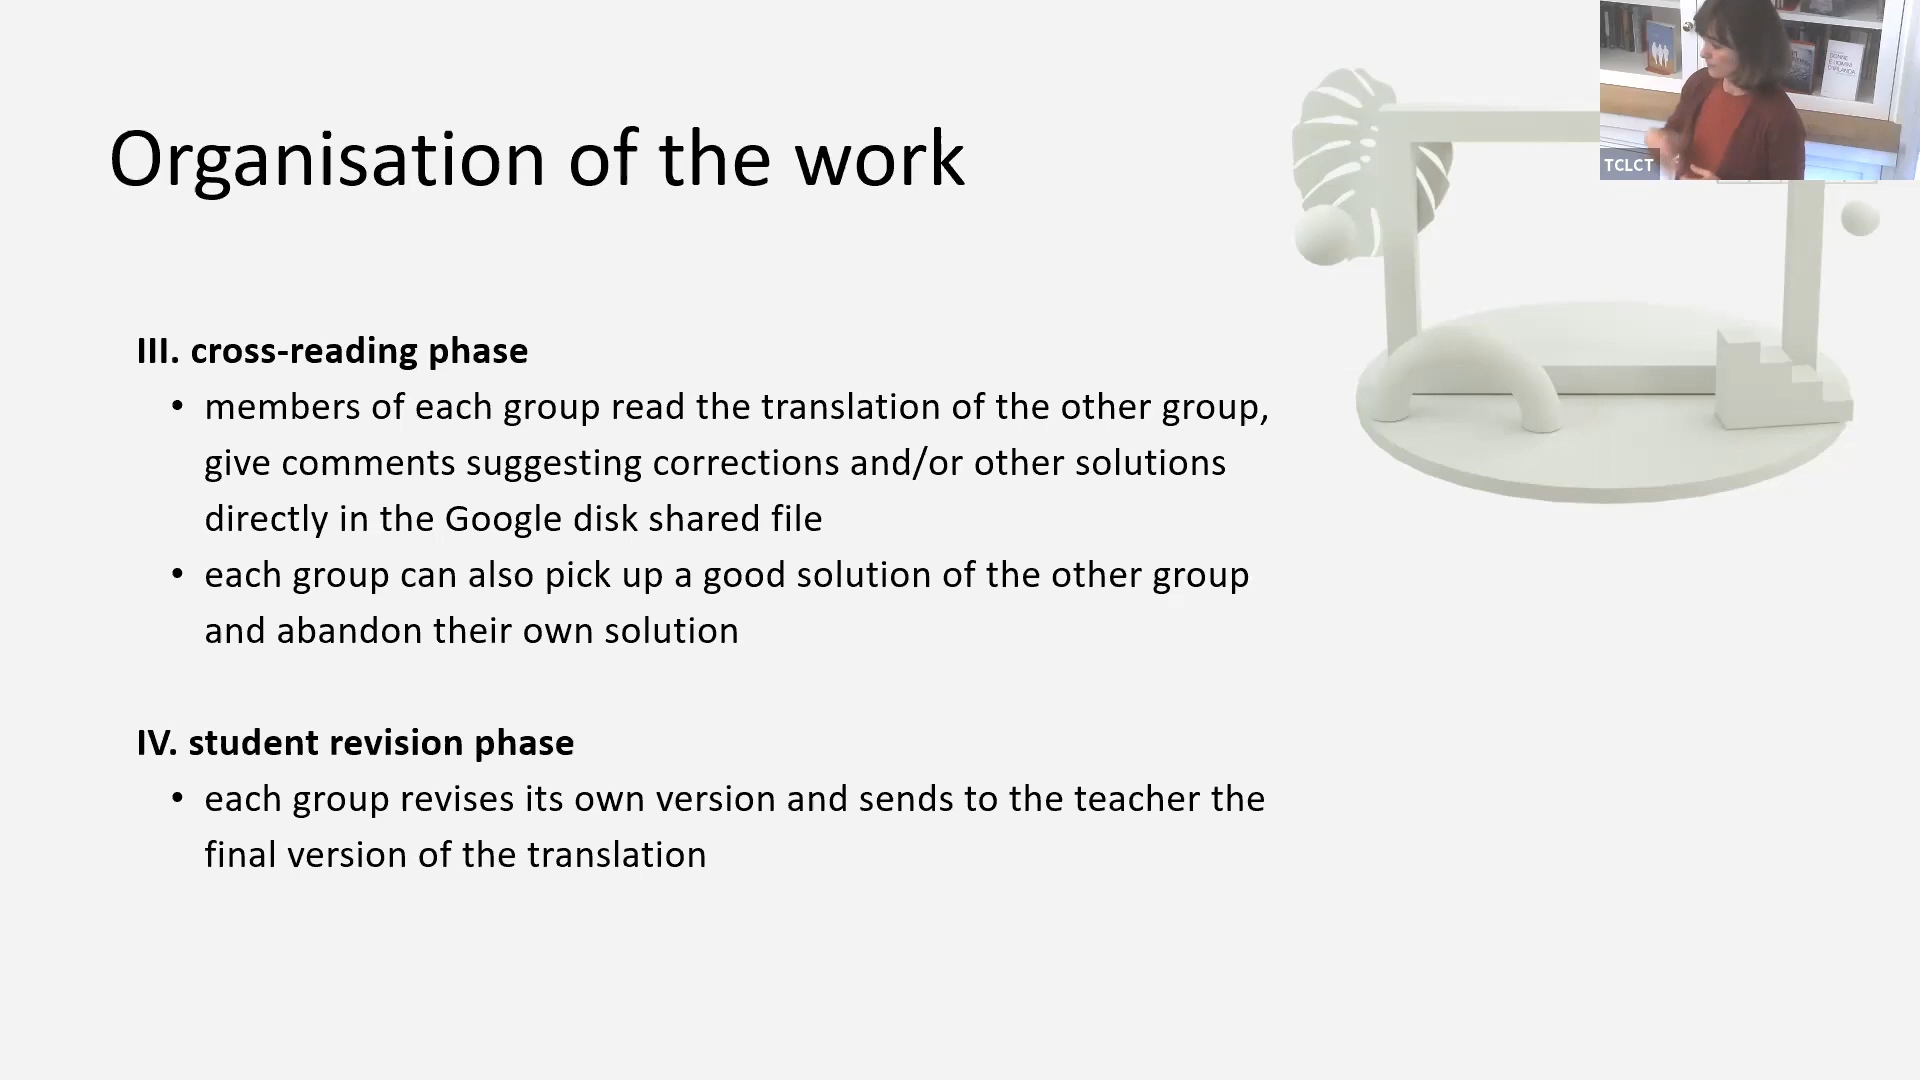 Organisation of the work
TCLCT
III. cross-reading phase
• members of each group read the translation of the other group,
give comments suggesting corrections and/or other solutions
directly in the Google disk shared file
• each group can also pick up a good solution of the other group
and abandon their own solution
IV. student revision phase
• each group revises its own version and sends to the teacher the
final version of the translation